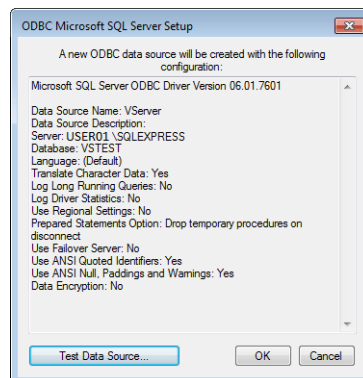 ODBC Microsoft SQL Server Setup
A new ODBC data source will be created with the following
configuration:
Microsoft SQL Server ODBC Driver Version 06.01.7601
Data Source Name: VServer
Data Source Description:
Server: USER01 \SQLEXPRESS
Database: VSTEST
Language: (Default)
Translate Character Data: Yes
Log Long Running Queries: No
Log Driver Statistics: No
Use Regional Settings: No
Prepared Statements Option: Drop temporary procedures on
disconnect
Use Failover Server: No
Use ANSI Quoted Identifiers: Yes
Use ANSI Null, Paddings and Warnings: Yes
Data Encryption: No
Test Data Source... OK Cancel